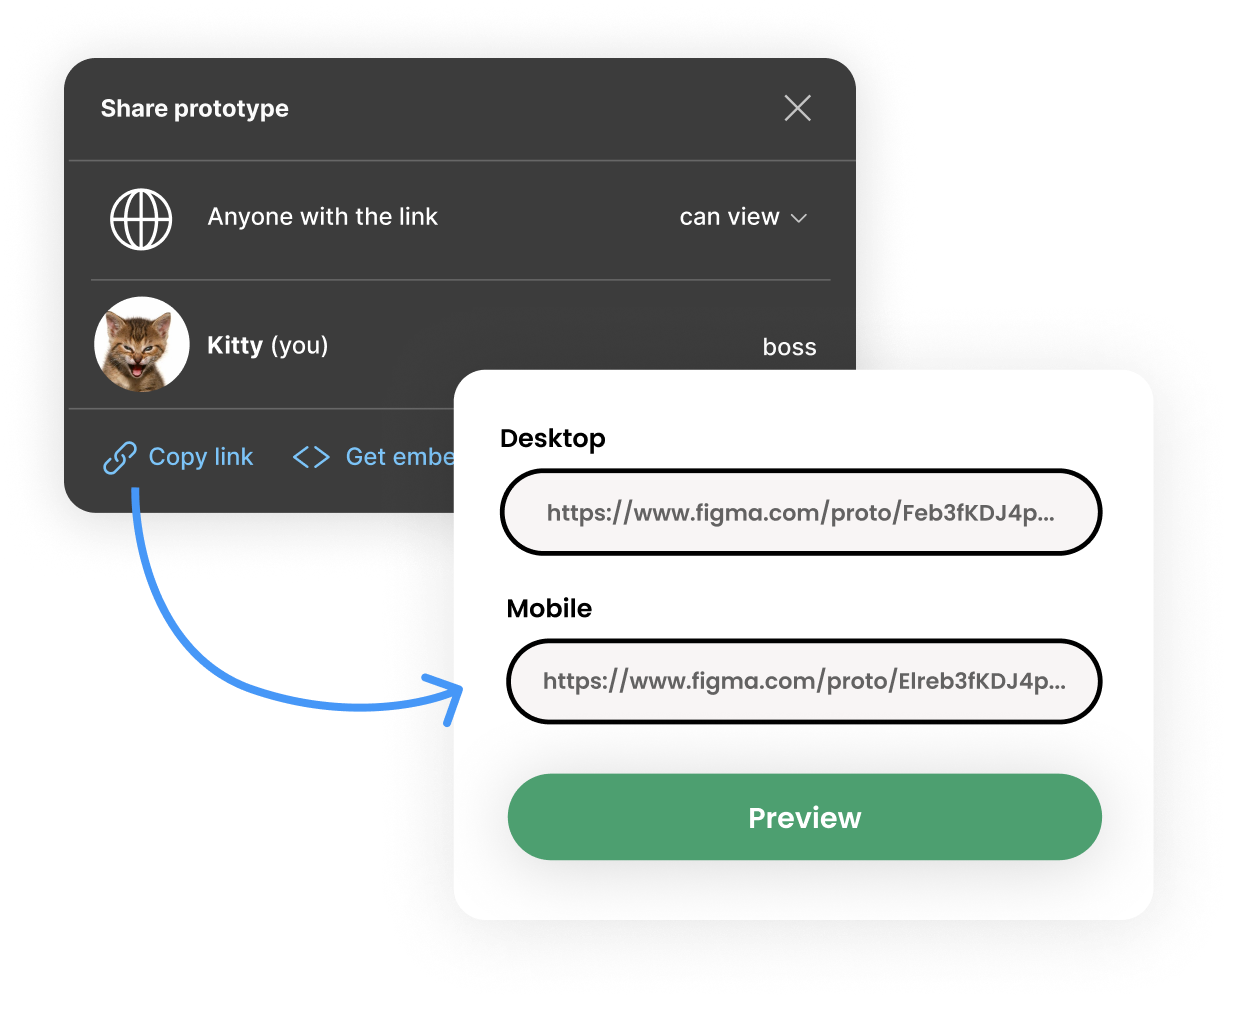 Share prototype
Anyone with the link
can view
Kitty (you)
boss
Copy link
<> Get embe
Desktop
https://www.figma.com/proto/Feb3fKDJ4p...
Mobile
https://www.figma.com/proto/Elreb3fKDJ4p...
Preview